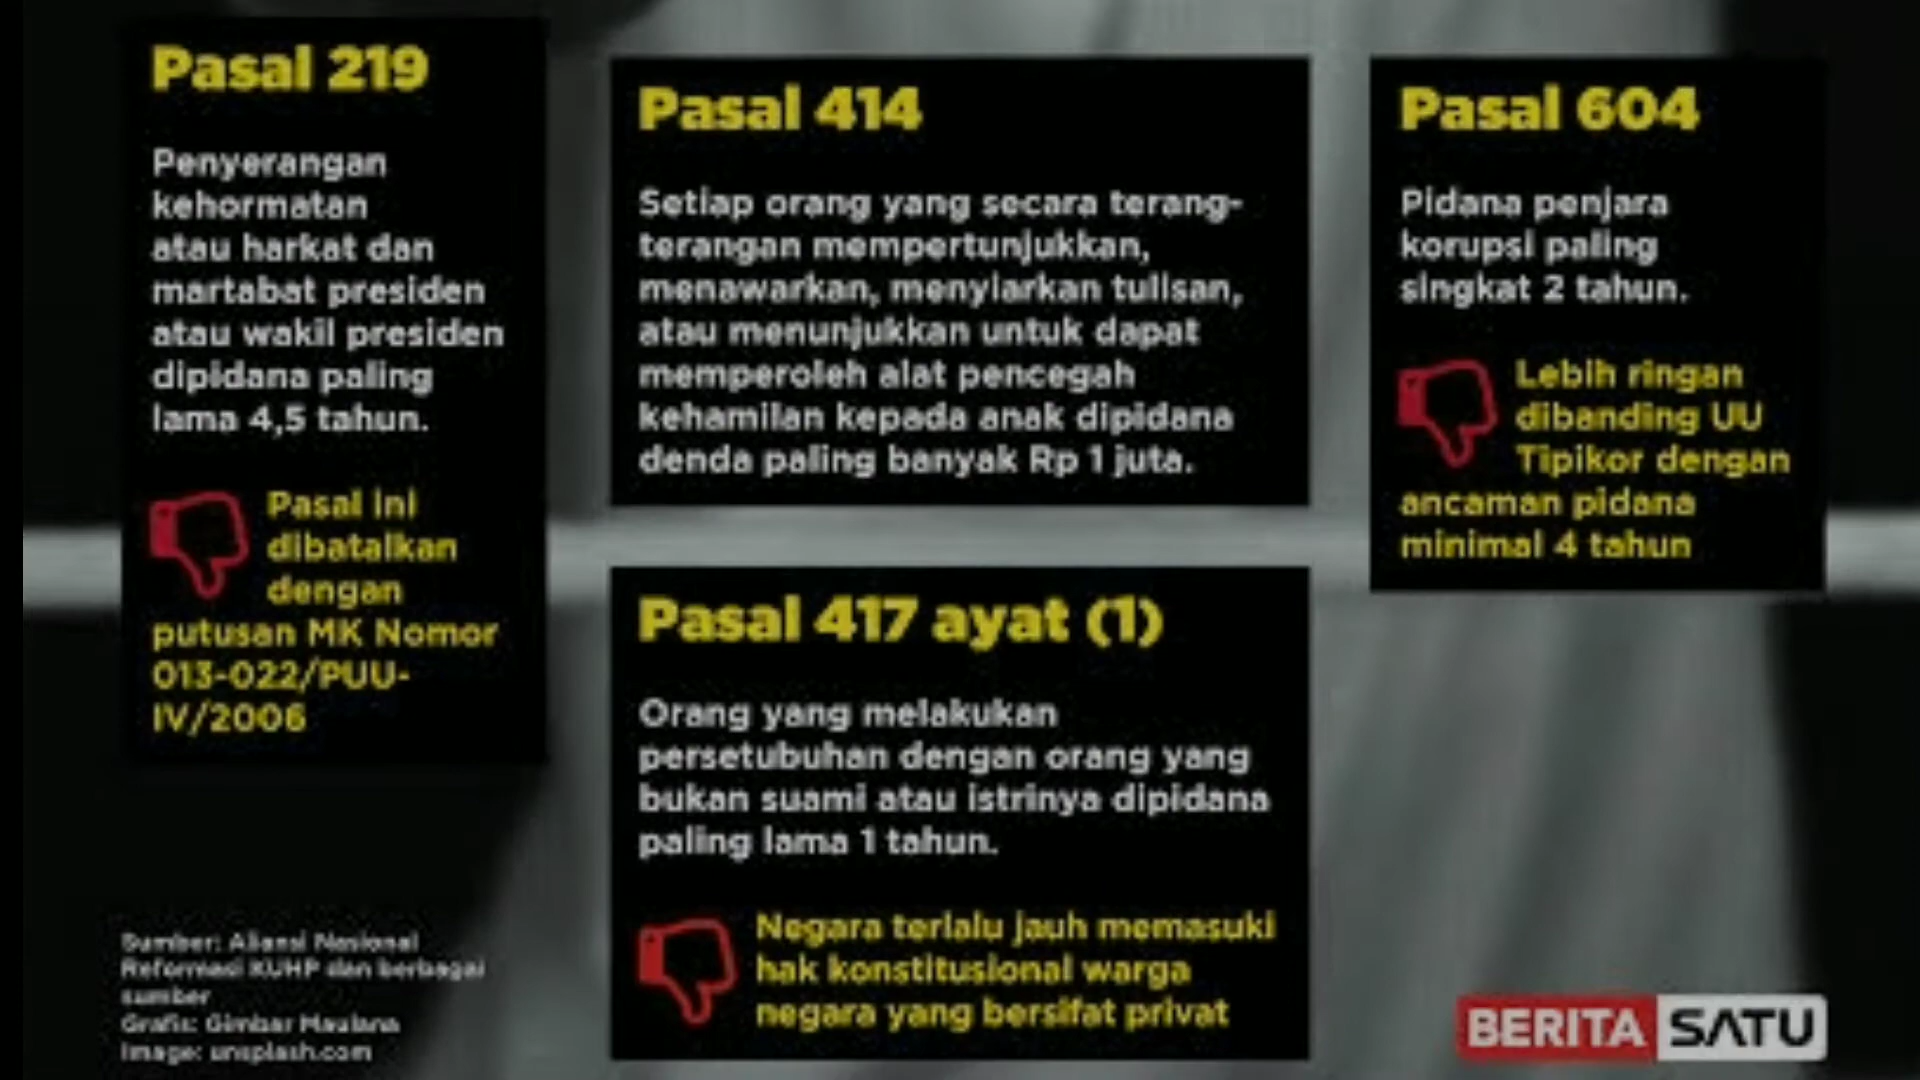 Pasal 219
Penyerangan
kehormatan
atau harkat dan
martabat presiden
atau wakil presiden
dipidana paling
lama 4,5 tahun.
Pasal ini
dibatalkan
dengan
putusan MK Nomor
013-022/PUU-
IV/2006
Pasal 414
Setiap orang yang secara terang-
terangan mempertunjukkan,
menawarkan, menyiarkan tulisan,
atau menunjukkan untuk dapat
memperoleh alat pencegah
kehamilan kepada anak dipidana
denda paling banyak Rp 1 juta.
Pasal 417 ayat (1)
Orang yang melakukan
persetubuhan dengan orang yang
bukan suami atau istrinya dipidana
paling lama 1 tahun.
Negara terlalu jauh memasuki
hak konstitusional warga
negara yang bersifat privat
Pasal 604
Pidana penjara
korupsi paling
singkat 2 tahun.
Lebih ringan
dibanding UU
Tipikor dengan
ancaman pidana
minimal 4 tahun
Sumber: Aliansi Nasional
Reformasi KUHP dan berbagai
sumber
Grafis: Gimbar Maulana
Image: unsplash.com
BERITA SATU